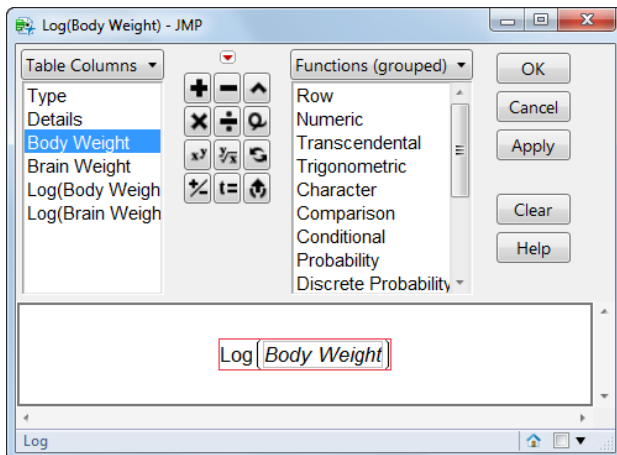 Log(Body Weight) - JMP
Table Columns
Type
Details
Body Weight
Brain Weight
Log(Body Weigh
Log(Brain Weigh
xʸ
ʸ√x
t=
Functions (grouped)
Row
Numeric
Transcendental
Trigonometric
Character
Comparison
Conditional
Probability
Discrete Probability
OK
Cancel
Apply
Clear
Help
Log(Body Weight)
Log